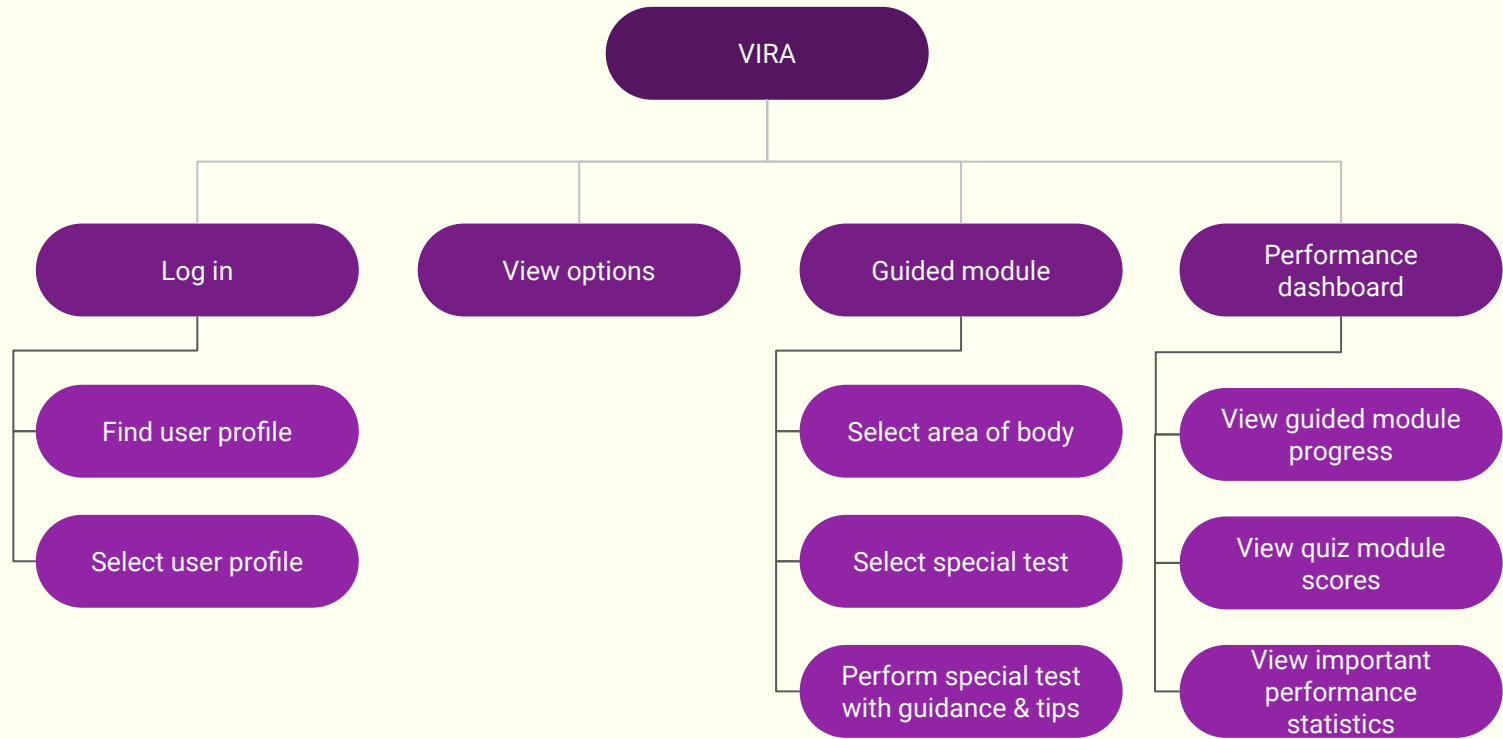 VIRA
Log in
View options
Guided module
Performance
dashboard
Find user profile
Select area of body
View guided module
progress
Select user profile
Select special test
View quiz module
scores
Perform special test
with guidance & tips
View important
performance
statistics